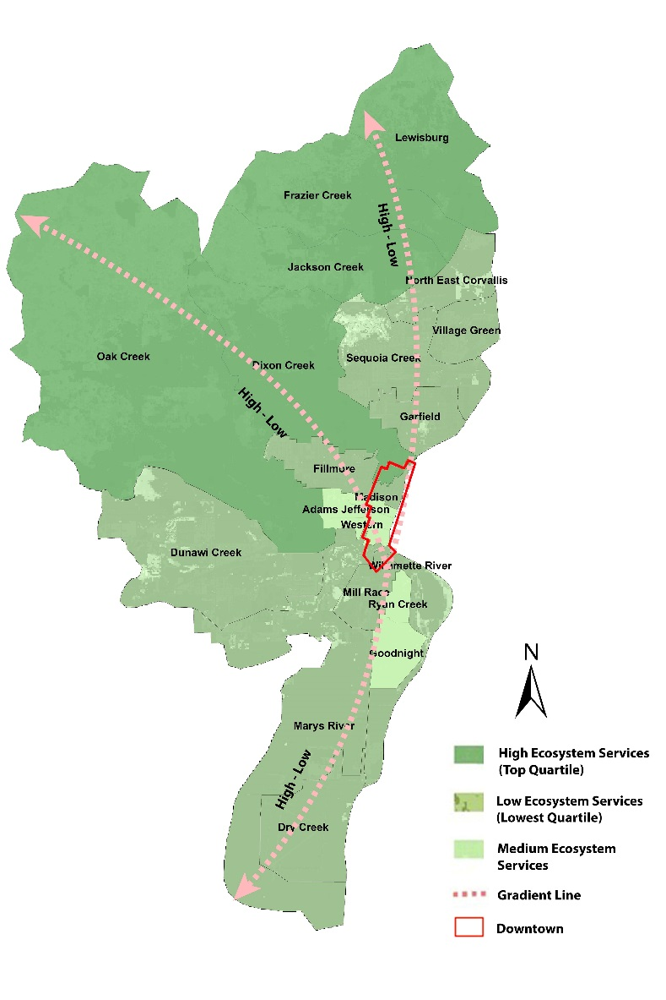 Lewisburg
Frazier Creek
High - Low
Jackson Creek
North East Corvallis
Village Green
Oak Creek
Dixon Creek
Sequoia Creek
High - Low
Garfield
Fillmore
Madison
Adams Jefferson
Western
Dunawi Creek
Willamette River
Mill Race
Ryan Creek
Goodnight
Marys River
High - Low
Dry Creek
N
High Ecosystem Services
(Top Quartile)
Low Ecosystem Services
(Lowest Quartile)
Medium Ecosystem
Services
Gradient Line
Downtown